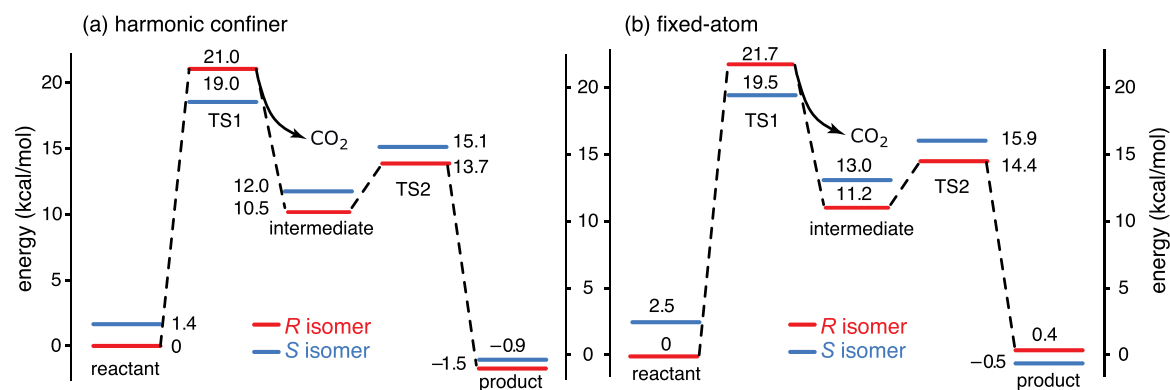 (a) harmonic confiner
energy (kcal/mol)
20
15
10
5
0
21.0
19.0
TS1
CO2
12.0
10.5
intermediate
15.1
13.7
TS2
1.4
0
reactant
R isomer
S isomer
−0.9
−1.5
product
(b) fixed-atom
20
15
10
5
0
21.7
19.5
TS1
CO2
13.0
11.2
intermediate
15.9
14.4
TS2
2.5
0
reactant
R isomer
S isomer
0.4
−0.5
product
20
15
10
5
0
energy (kcal/mol)